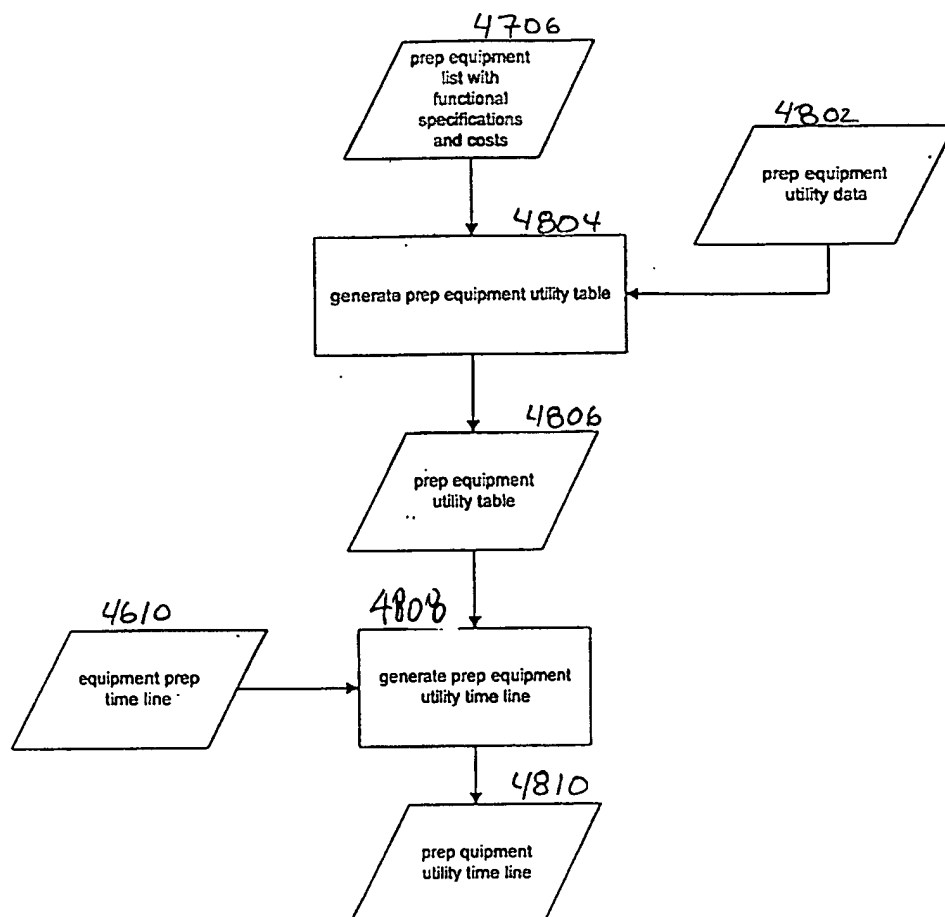 4706
prep equipment
list with
functional
specifications
and costs
4802
prep equipment
utility data
4804
generate prep equipment utility table
4806
prep equipment
utility table
4610
equipment prep
time line
4808
generate prep equipment
utility time line
4810
prep quipment
utility time line